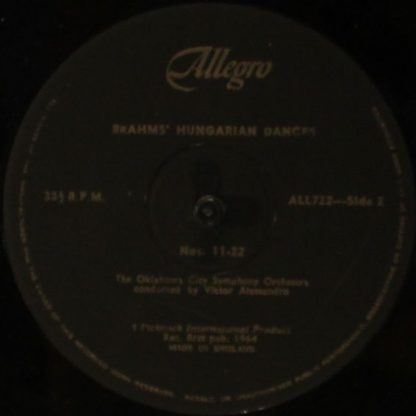 Allegro
BRAHMS' HUNGARIAN DANCES
33⅓ R.P.M.
ALL722—Side 2
Nos. 11-22
The Oklahoma City Symphony Orchestra
conducted by Victor Alessandro
A Pickwick International Product
Rec. first pub. 1964
MADE IN ENGLAND